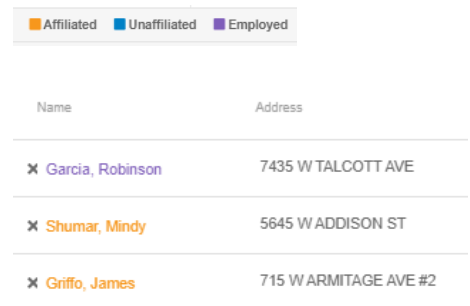 Affiliated Unaffiliated Employed
Name Address
Garcia, Robinson 7435 W TALCOTT AVE
Shumar, Mindy 5645 W ADDISON ST
Griffo, James 715 W ARMITAGE AVE #2